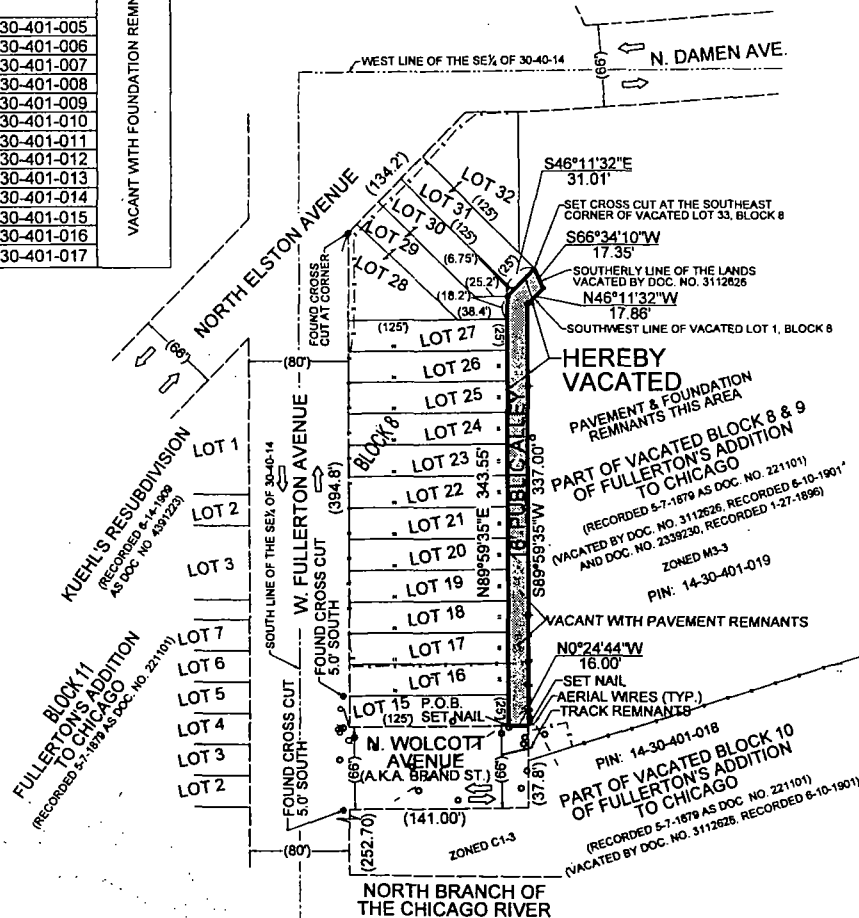 30-401-005
30-401-006
30-401-007
30-401-008
30-401-009
30-401-010
30-401-011
30-401-012
30-401-013
30-401-014
30-401-015
30-401-016
30-401-017
VACANT WITH FOUNDATION REMN
WEST LINE OF THE SE¼ OF 30-40-14
(66')
N. DAMEN AVE.
NORTH ELSTON AVENUE
(134.2')
(68')
FOUND CROSS
CUT AT CORNER
LOT 32
LOT 31
(125')
LOT 30
(125')
LOT 29
(6.75')
LOT 28
(25.2')
(18.2')
(38.4')
(25')
S46°11'32"E
31.01'
SET CROSS CUT AT THE SOUTHEAST
CORNER OF VACATED LOT 33, BLOCK 8
S66°34'10"W
17.35'
SOUTHERLY LINE OF THE LANDS
VACATED BY DOC. NO. 3112626
N46°11'32"W
17.86'
SOUTHWEST LINE OF VACATED LOT 1, BLOCK 8
HEREBY
VACATED
(125')
LOT 27
(25')
LOT 26
LOT 25
LOT 24
LOT 23
LOT 22
LOT 21
LOT 20
LOT 19
LOT 18
LOT 17
LOT 16
LOT 15
(125')
(25')
P.O.B.
SET NAIL
BLOCK 8
N89°59'35"E 343.55'
16' PUBLIC ALLEY
S89°59'35"W 337.00'
PAVEMENT & FOUNDATION
REMNANTS THIS AREA
PART OF VACATED BLOCK 8 & 9
OF FULLERTON'S ADDITION
TO CHICAGO
(RECORDED 5-7-1879 AS DOC. NO. 221101)
(VACATED BY DOC. NO. 3112626, RECORDED 6-10-1901
AND DOC. NO. 2339230, RECORDED 1-27-1896)
ZONED M3-3
PIN: 14-30-401-019
VACANT WITH PAVEMENT REMNANTS
N0°24'44"W
16.00'
SET NAIL
AERIAL WIRES (TYP.)
TRACK REMNANTS
(80')
W. FULLERTON AVENUE
(394.8')
SOUTH LINE OF THE SE¼ OF 30-40-14
FOUND CROSS CUT
5.0' SOUTH
FOUND CROSS CUT
5.0' SOUTH
KUEHL'S RESUBDIVISION
(RECORDED 6-14-1909
AS DOC NO. 4391223)
LOT 1
LOT 2
LOT 3
BLOCK 11
FULLERTON'S ADDITION
TO CHICAGO
(RECORDED 5-7-1879 AS DOC. NO. 221101)
LOT 7
LOT 6
LOT 5
LOT 4
LOT 3
LOT 2
N. WOLCOTT
AVENUE
(A.K.A. BRAND ST.)
(66')
(66')
(37.8')
(141.00')
(80')
(252.70)
ZONED C1-3
PIN: 14-30-401-018
PART OF VACATED BLOCK 10
OF FULLERTON'S ADDITION
TO CHICAGO
(RECORDED 5-7-1879 AS DOC. NO. 221101)
(VACATED BY DOC. NO. 3112626, RECORDED 6-10-1901)
NORTH BRANCH OF
THE CHICAGO RIVER